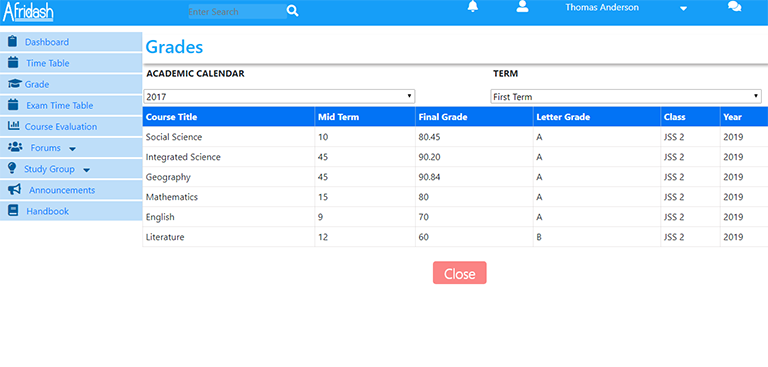 Afridash
Enter Search
Thomas Anderson
Dashboard
Time Table
Grade
Exam Time Table
Course Evaluation
Forums
Study Group
Announcements
Handbook
Grades
ACADEMIC CALENDAR TERM
2017 First Term
Course Title Mid Term Final Grade Letter Grade Class Year
Social Science 10 80.45 A JSS 2 2019
Integrated Science 45 90.20 A JSS 2 2019
Geography 45 90.84 A JSS 2 2019
Mathematics 15 80 A JSS 2 2019
English 9 70 A JSS 2 2019
Literature 12 60 B JSS 2 2019
Close